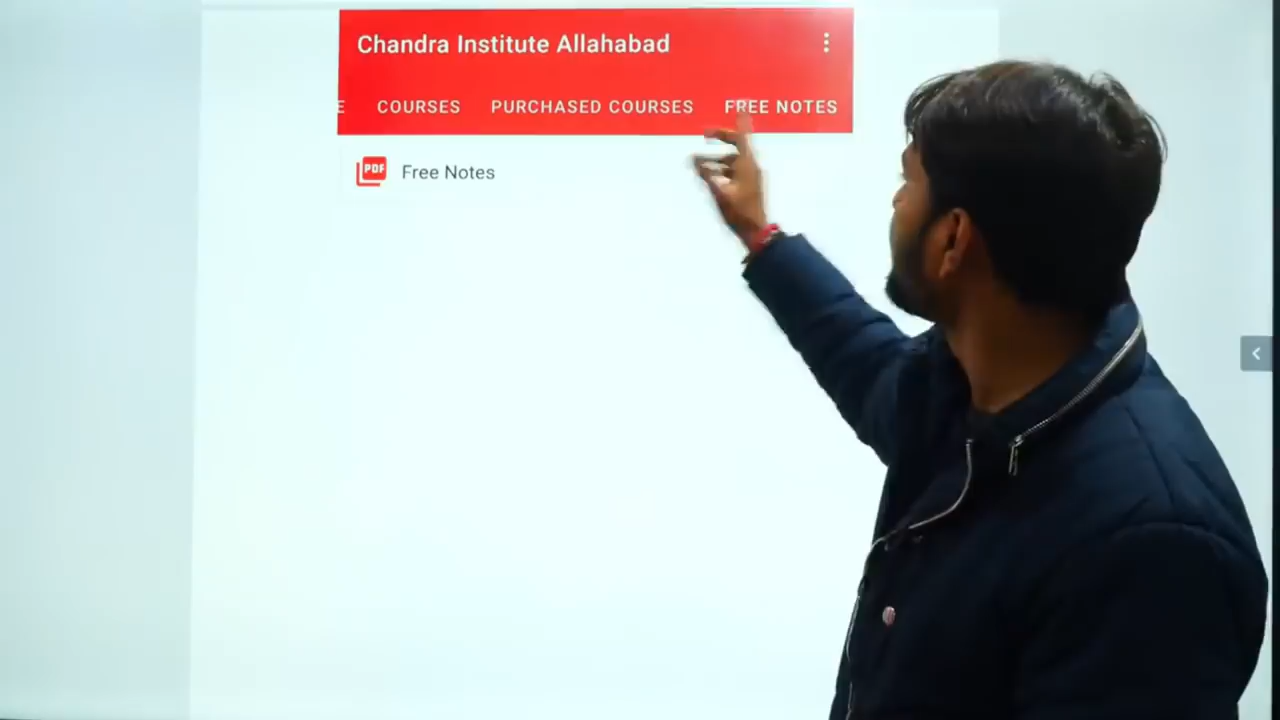 Chandra Institute Allahabad
E COURSES PURCHASED COURSES FREE NOTES
PDF Free Notes